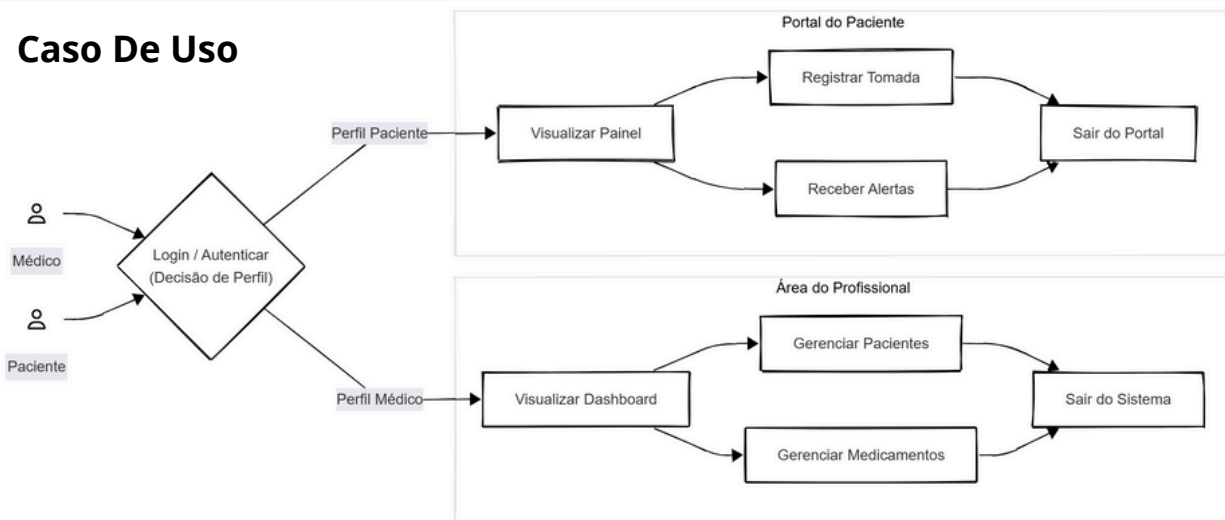 Caso De Uso
Médico
Paciente
Login / Autenticar
(Decisão de Perfil)
Perfil Paciente
Perfil Médico
Portal do Paciente
Visualizar Painel
Registrar Tomada
Receber Alertas
Sair do Portal
Área do Profissional
Visualizar Dashboard
Gerenciar Pacientes
Gerenciar Medicamentos
Sair do Sistema